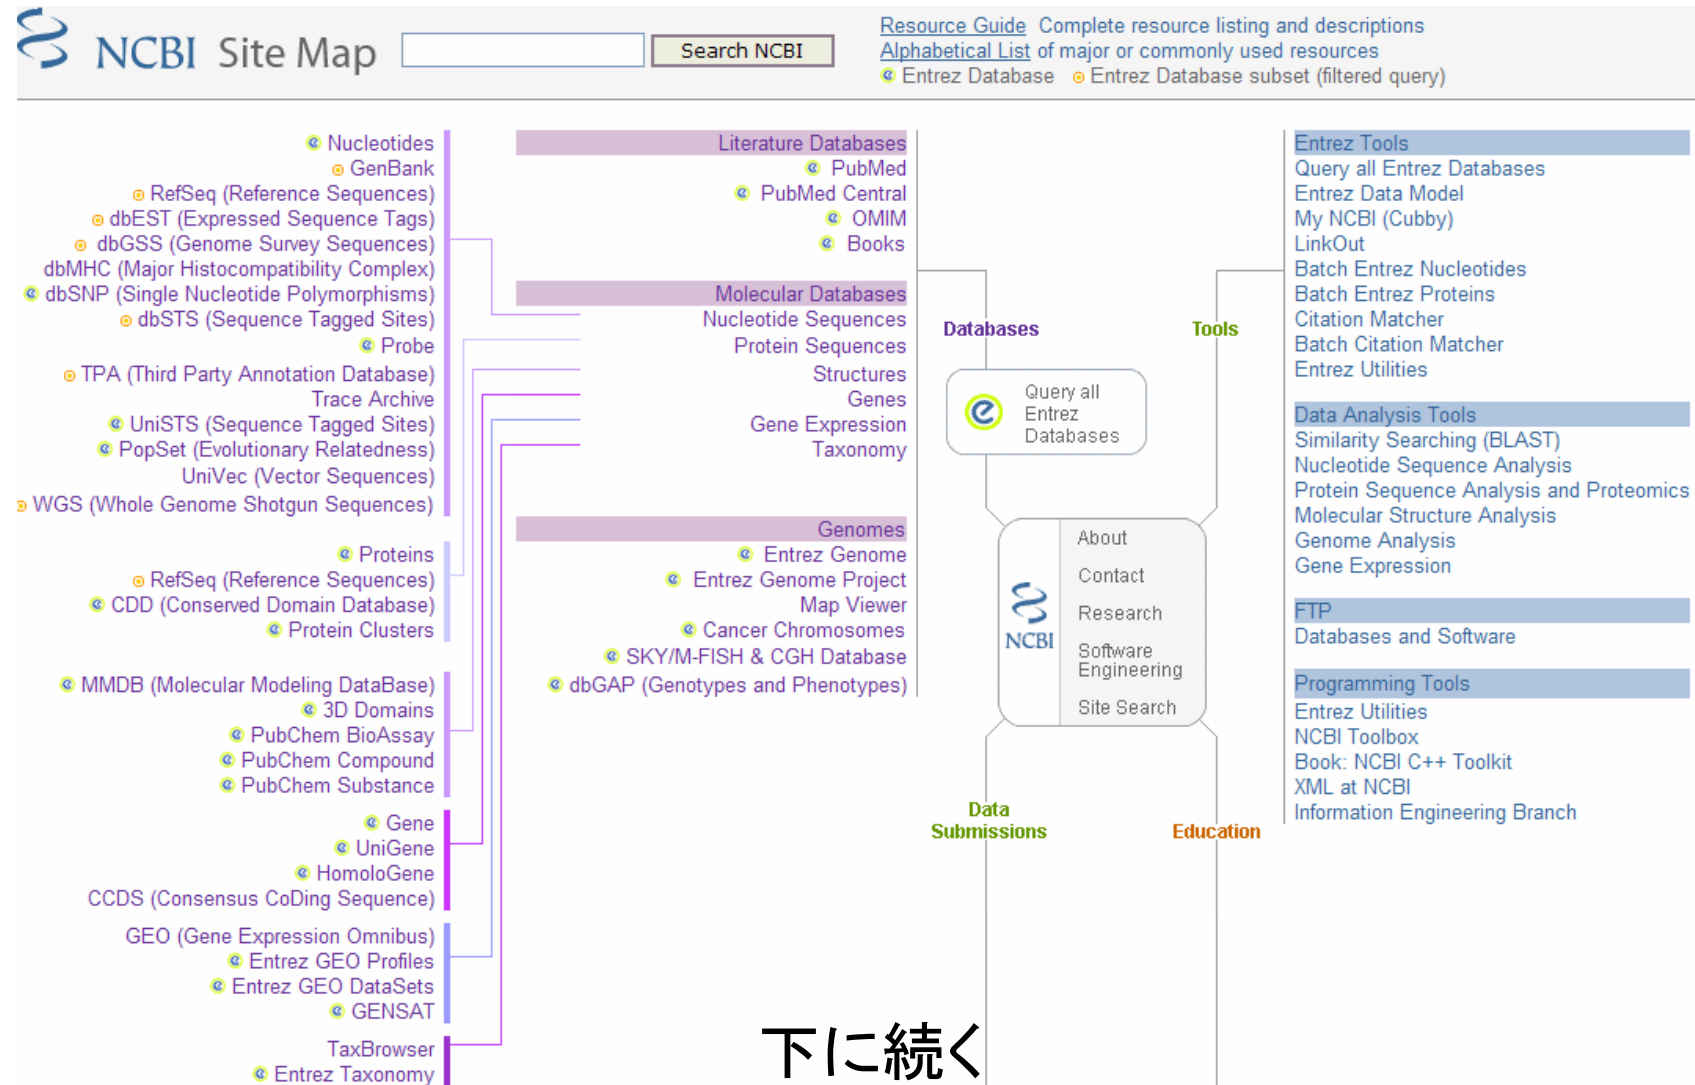 NCBI Site Map
Search NCBI
Resource Guide Complete resource listing and descriptions
Alphabetical List of major or commonly used resources
Entrez Database Entrez Database subset (filtered query)
Nucleotides
GenBank
RefSeq (Reference Sequences)
dbEST (Expressed Sequence Tags)
dbGSS (Genome Survey Sequences)
dbMHC (Major Histocompatibility Complex)
dbSNP (Single Nucleotide Polymorphisms)
dbSTS (Sequence Tagged Sites)
Probe
TPA (Third Party Annotation Database)
Trace Archive
UniSTS (Sequence Tagged Sites)
PopSet (Evolutionary Relatedness)
UniVec (Vector Sequences)
WGS (Whole Genome Shotgun Sequences)
Proteins
RefSeq (Reference Sequences)
CDD (Conserved Domain Database)
Protein Clusters
MMDB (Molecular Modeling DataBase)
3D Domains
PubChem BioAssay
PubChem Compound
PubChem Substance
Gene
UniGene
HomoloGene
CCDS (Consensus CoDing Sequence)
GEO (Gene Expression Omnibus)
Entrez GEO Profiles
Entrez GEO DataSets
GENSAT
TaxBrowser
Entrez Taxonomy
Literature Databases
PubMed
PubMed Central
OMIM
Books
Molecular Databases
Nucleotide Sequences
Protein Sequences
Structures
Genes
Gene Expression
Taxonomy
Genomes
Entrez Genome
Entrez Genome Project
Map Viewer
Cancer Chromosomes
SKY/M-FISH & CGH Database
dbGAP (Genotypes and Phenotypes)
Databases
Query all
Entrez
Databases
Tools
NCBI
About
Contact
Research
Software
Engineering
Site Search
Data
Submissions
Education
Entrez Tools
Query all Entrez Databases
Entrez Data Model
My NCBI (Cubby)
LinkOut
Batch Entrez Nucleotides
Batch Entrez Proteins
Citation Matcher
Batch Citation Matcher
Entrez Utilities
Data Analysis Tools
Similarity Searching (BLAST)
Nucleotide Sequence Analysis
Protein Sequence Analysis and Proteomics
Molecular Structure Analysis
Genome Analysis
Gene Expression
FTP
Databases and Software
Programming Tools
Entrez Utilities
NCBI Toolbox
Book: NCBI C++ Toolkit
XML at NCBI
Information Engineering Branch
下に続く